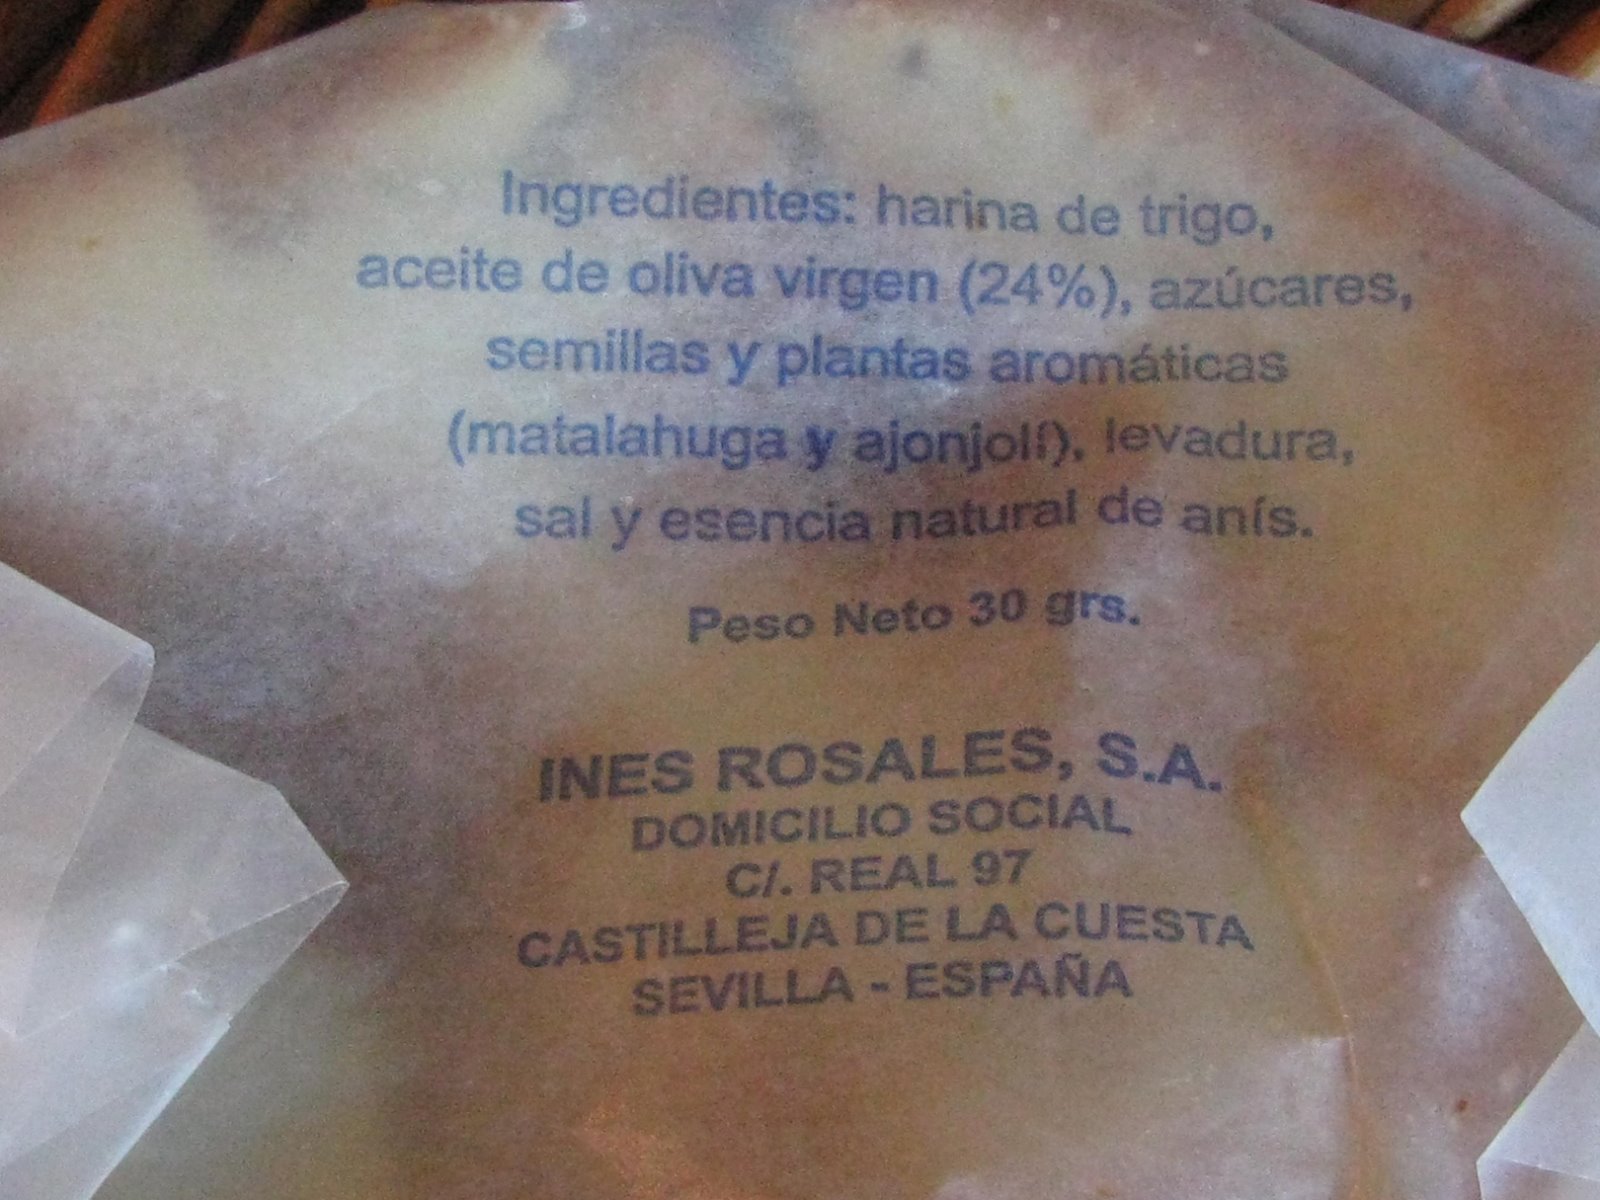 Ingredientes: harina de trigo,
aceite de oliva virgen (24%), azúcares,
semillas y plantas aromáticas
(matalahuga y ajonjolí), levadura,
sal y esencia natural de anís.
Peso Neto 30 grs.
INES ROSALES, S.A.
DOMICILIO SOCIAL
C/. REAL 97
CASTILLEJA DE LA CUESTA
SEVILLA - ESPAÑA